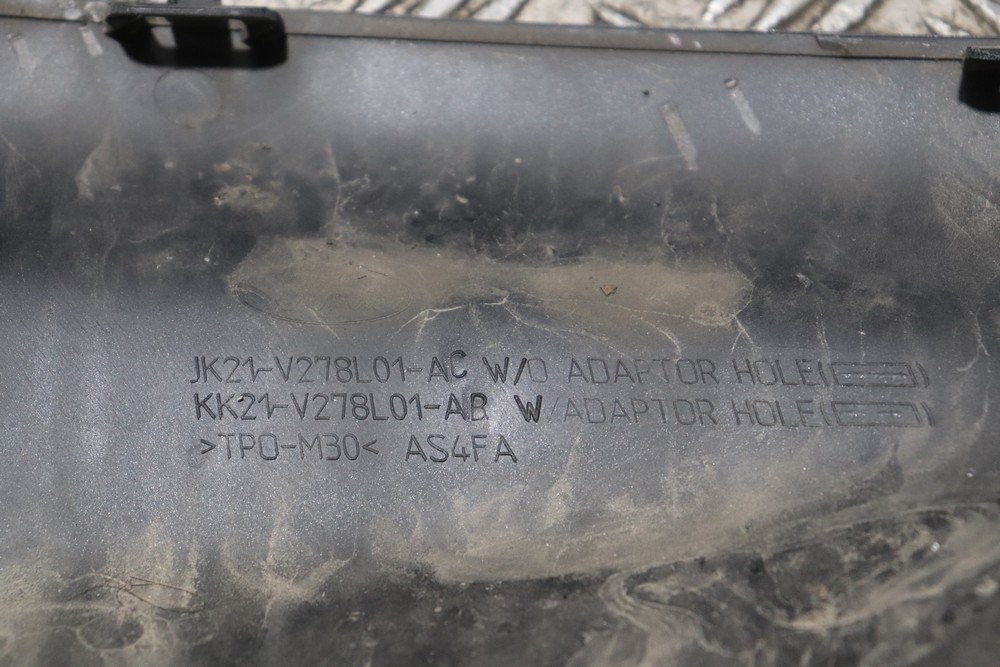 JK21-V278L01-AC W/O ADAPTOR HOLE( )
KK21-V278L01-AB W/ADAPTOR HOLE( )
>TPO-M30< AS4FA